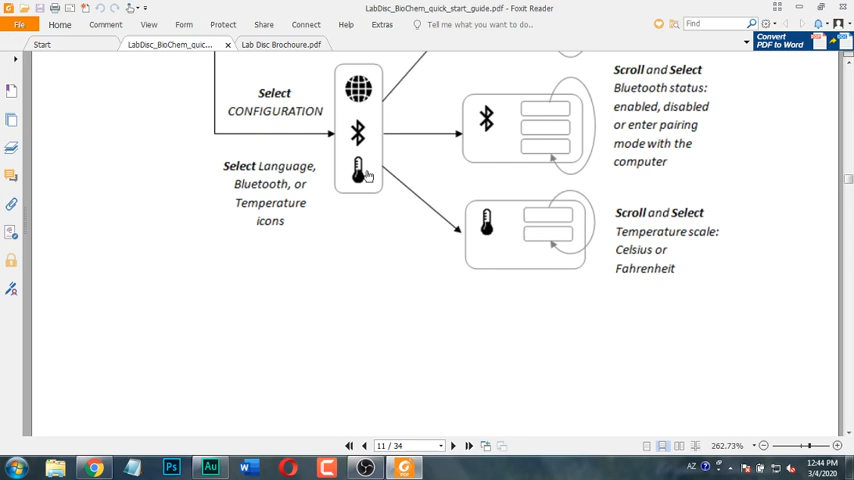 LabDisc_BioChem_quick_start_guide.pdf - Foxit Reader
File Home Comment View Form Protect Share Connect Help Extras Tell me what you want to do... Find
Start LabDisc_BioChem_quic... Lab Disc Brochoure.pdf
Convert
PDF to Word
Select
CONFIGURATION
Select Language,
Bluetooth, or
Temperature
icons
Scroll and Select
Bluetooth status:
enabled, disabled
or enter pairing
mode with the
computer
Scroll and Select
Temperature scale:
Celsius or
Fahrenheit
11 / 34
262.73%
AZ
12:44 PM
3/4/2020